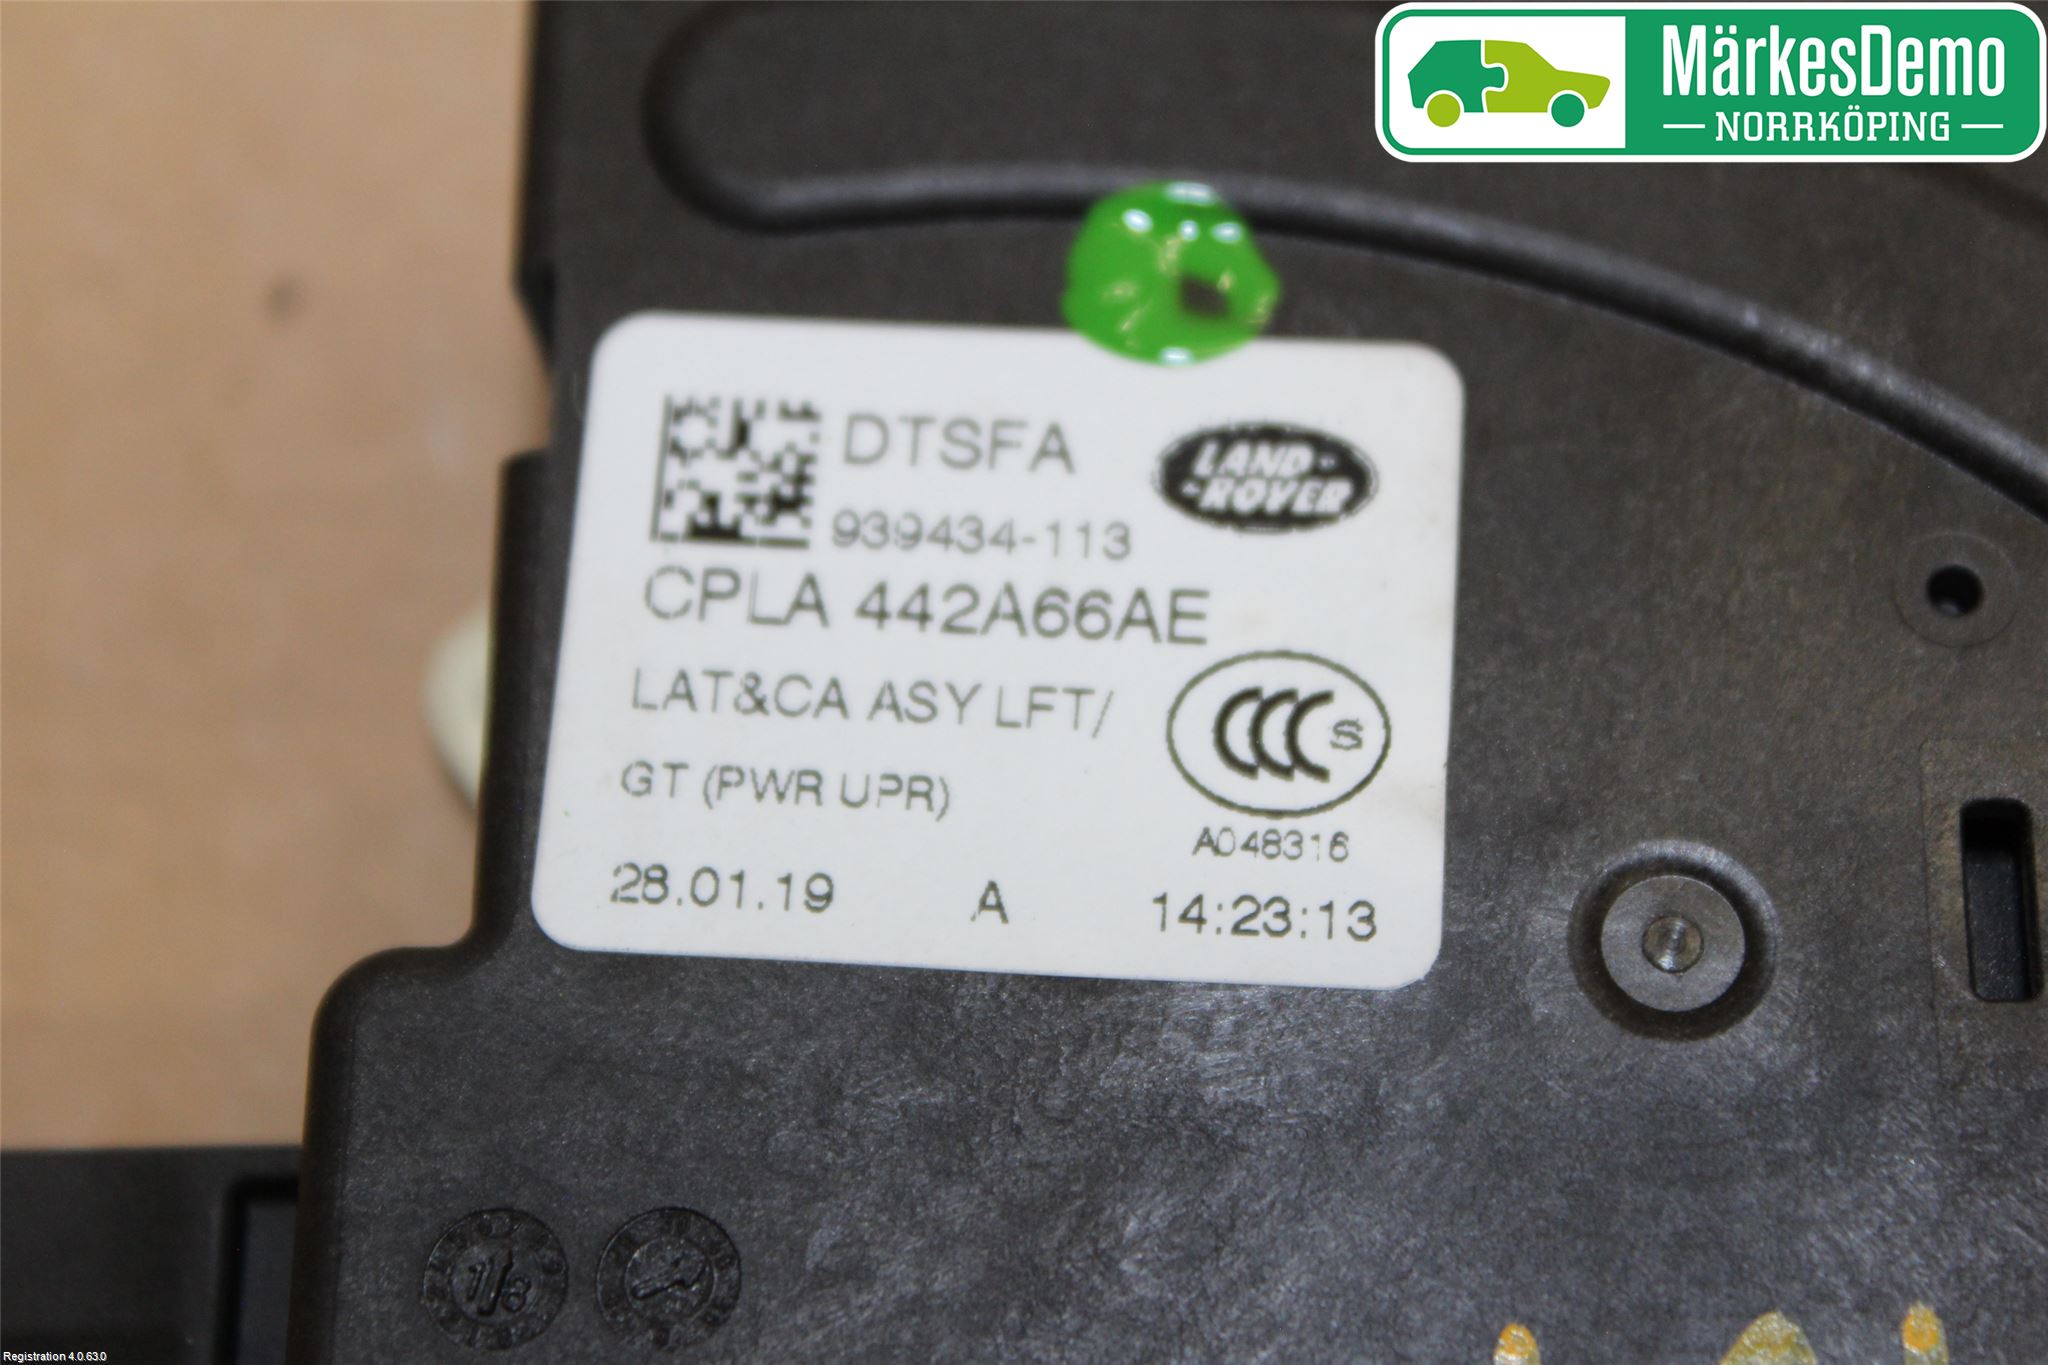 MärkesDemo
NORRKÖPING
DTSFA
LAND-
-ROVER
939434-113
CPLA 442A66AE
LAT&CA ASY LFT/
GT (PWR UPR)
CCC S
A048316
28.01.19 A 14:23:13
Registration 4.0.63.0